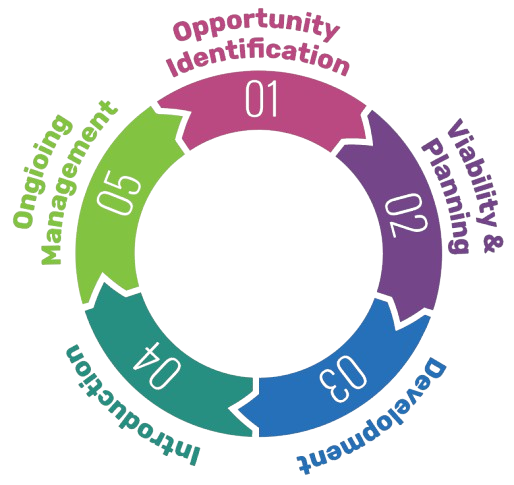 Opportunity
Identification
01
Viability &
Planning
02
Development
03
Introduction
04
Ongioing
Management
05